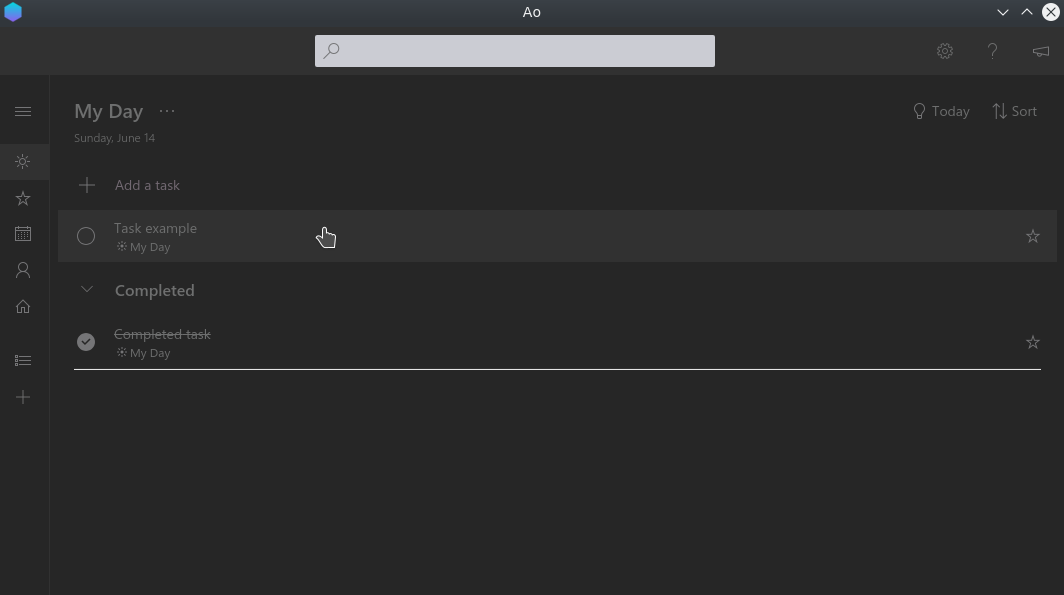 Ao
My Day ...
Today
Sort
Sunday, June 14
Add a task
Task example
My Day
Completed
Completed task
My Day